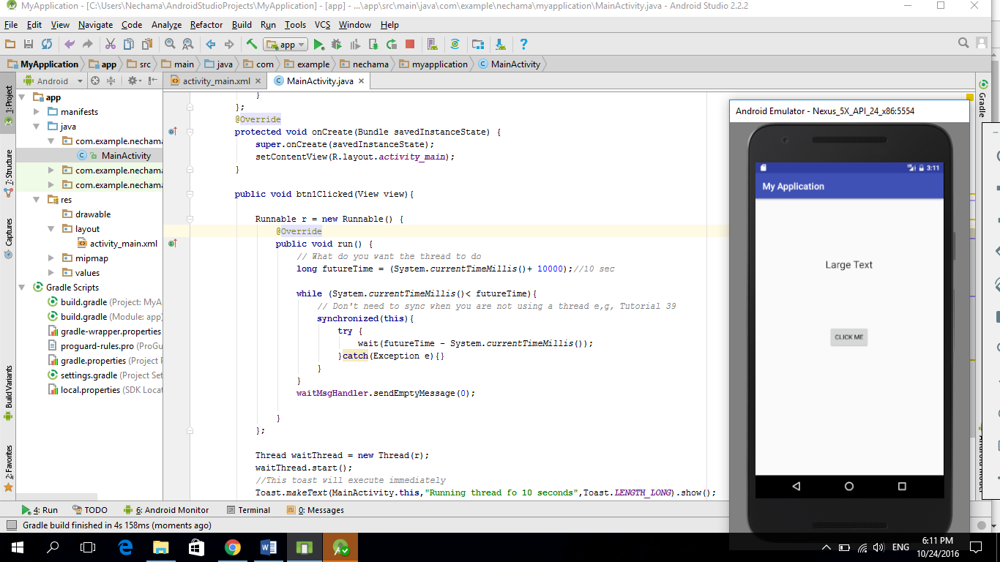 MyApplication - [C:\Users\Nechama\AndroidStudioProjects\MyApplication] - [app] - ...\app\src\main\java\com\example\nechama\myapplication\MainActivity.java - Android Studio 2.2.2
File Edit View Navigate Code Analyze Refactor Build Run Tools VCS Window Help
app
MyApplication app src main java com example nechama myapplication MainActivity
Android
activity_main.xml
MainActivity.java
1: Project
7: Structure
Captures
Build Variants
2: Favorites
app
manifests
java
com.example.nechama
MainActivity
com.example.nechama
com.example.nechama
res
drawable
layout
activity_main.xml
mipmap
values
Gradle Scripts
build.gradle (Project: MyA
build.gradle (Module: app)
gradle-wrapper.properties
proguard-rules.pro (ProGu
gradle.properties (Project P
settings.gradle (Project Set
local.properties (SDK Locat
}
};
@Override
protected void onCreate(Bundle savedInstanceState) {
super.onCreate(savedInstanceState);
setContentView(R.layout.activity_main);
}
public void btn1Clicked(View view){
Runnable r = new Runnable() {
@Override
public void run() {
// What do you want the thread to do
long futureTime = (System.currentTimeMillis()+ 10000);//10 sec
while (System.currentTimeMillis()< futureTime){
// Don't need to sync when you are not using a thread e,g, Tutorial 39
synchronized(this){
try {
wait(futureTime - System.currentTimeMillis());
}catch(Exception e){}
}
}
waitMsgHandler.sendEmptyMessage(0);
}
};
Thread waitThread = new Thread(r);
waitThread.start();
//This toast will execute immediately
Toast.makeText(MainActivity.this,"Running thread fo 10 seconds",Toast.LENGTH_LONG).show();
Gradle
Android Emulator - Nexus_5X_API_24_x86:5554
3:11
My Application
Large Text
CLICK ME
4: Run TODO 6: Android Monitor Terminal 0: Messages
Gradle build finished in 4s 158ms (moments ago)
ENG
6:11 PM
10/24/2016